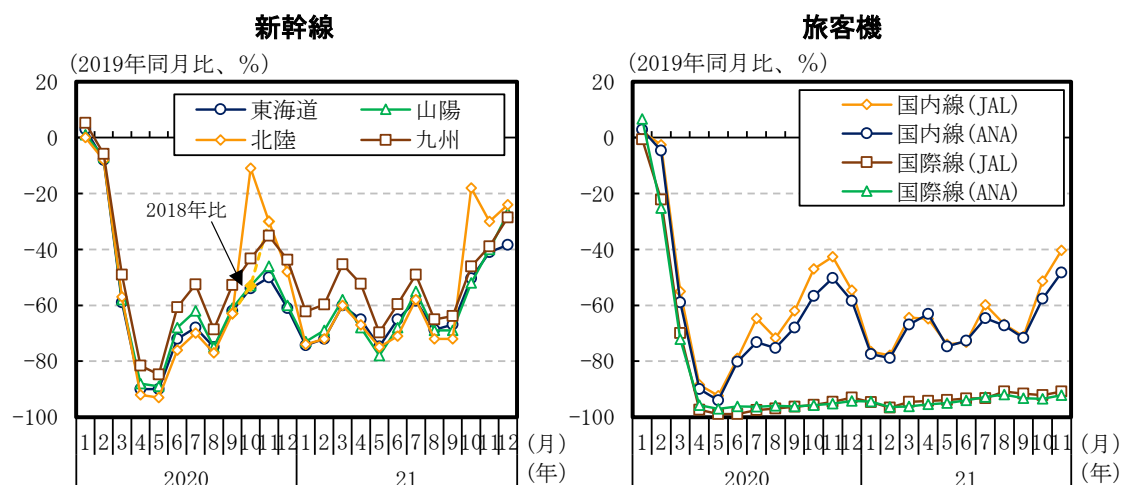 新幹線
(2019年同月比、%)
20
0
-20
-40
-60
-80
-100
東海道 山陽
北陸 九州
2018年比
1 2 3 4 5 6 7 8 9 10 11 12 1 2 3 4 5 6 7 8 9 10 11 12 (月)
2020 21 (年)
旅客機
(2019年同月比、%)
20
0
-20
-40
-60
-80
-100
国内線(JAL)
国内線(ANA)
国際線(JAL)
国際線(ANA)
1 2 3 4 5 6 7 8 9 10 11 12 1 2 3 4 5 6 7 8 9 10 11 (月)
2020 21 (年)